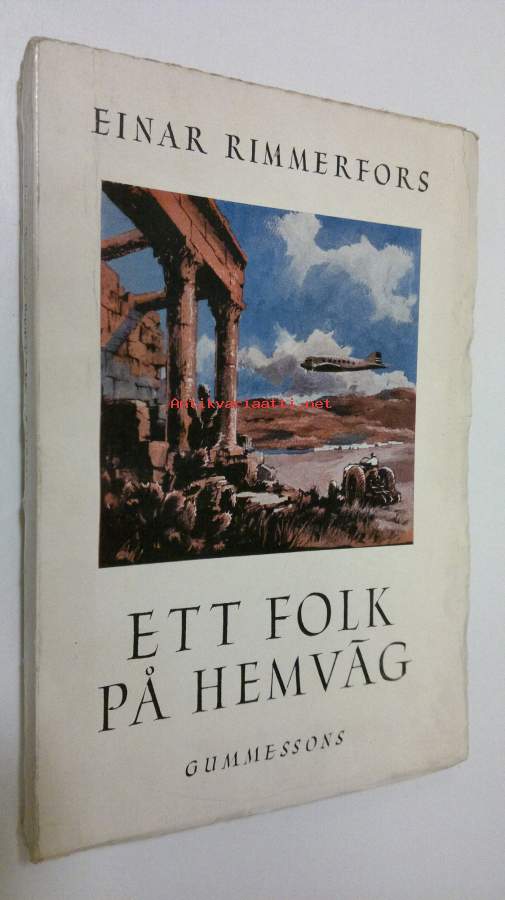 EINAR RIMMERFORS
Antikvariaatti.net
ETT FOLK
PÅ HEMVÄG
GUMMESSONS